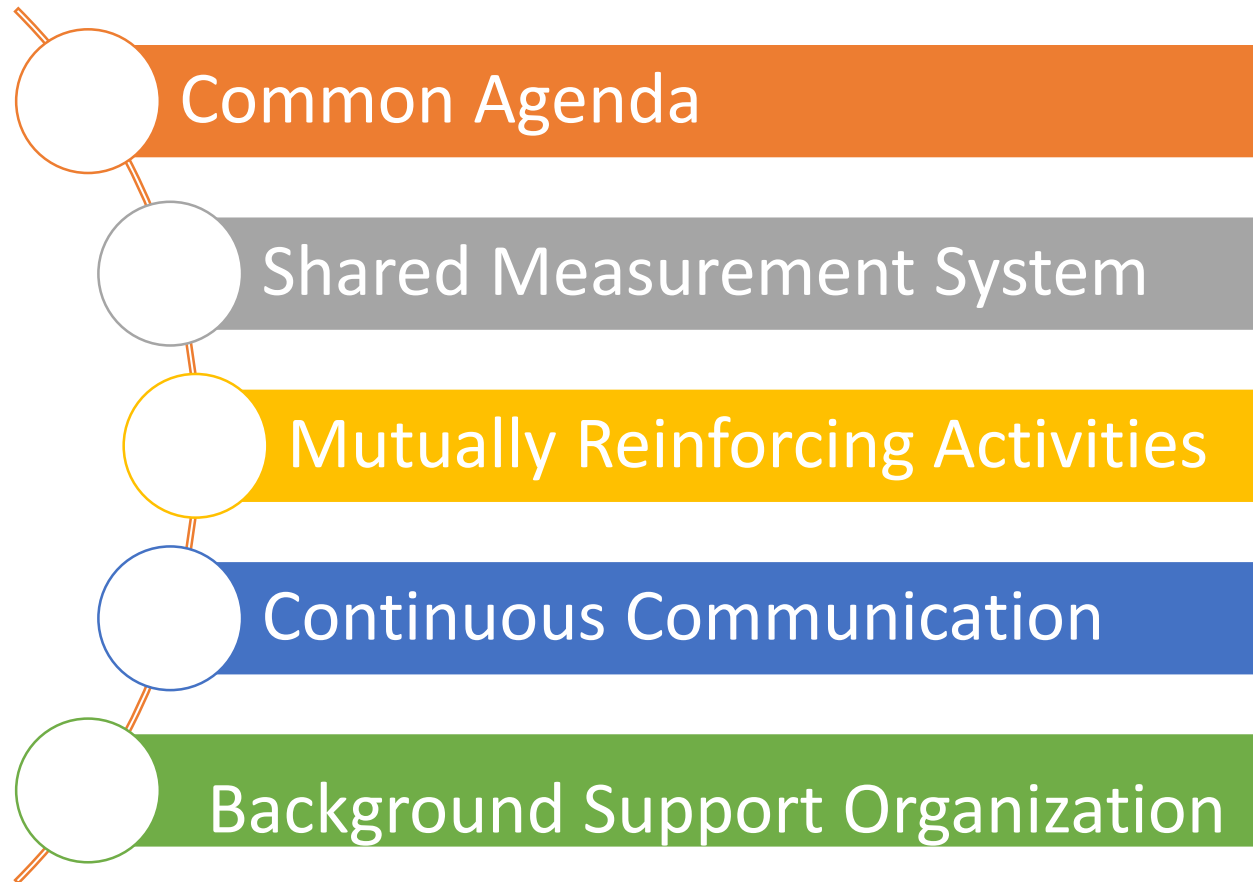 Common Agenda
Shared Measurement System
Mutually Reinforcing Activities
Continuous Communication
Background Support Organization